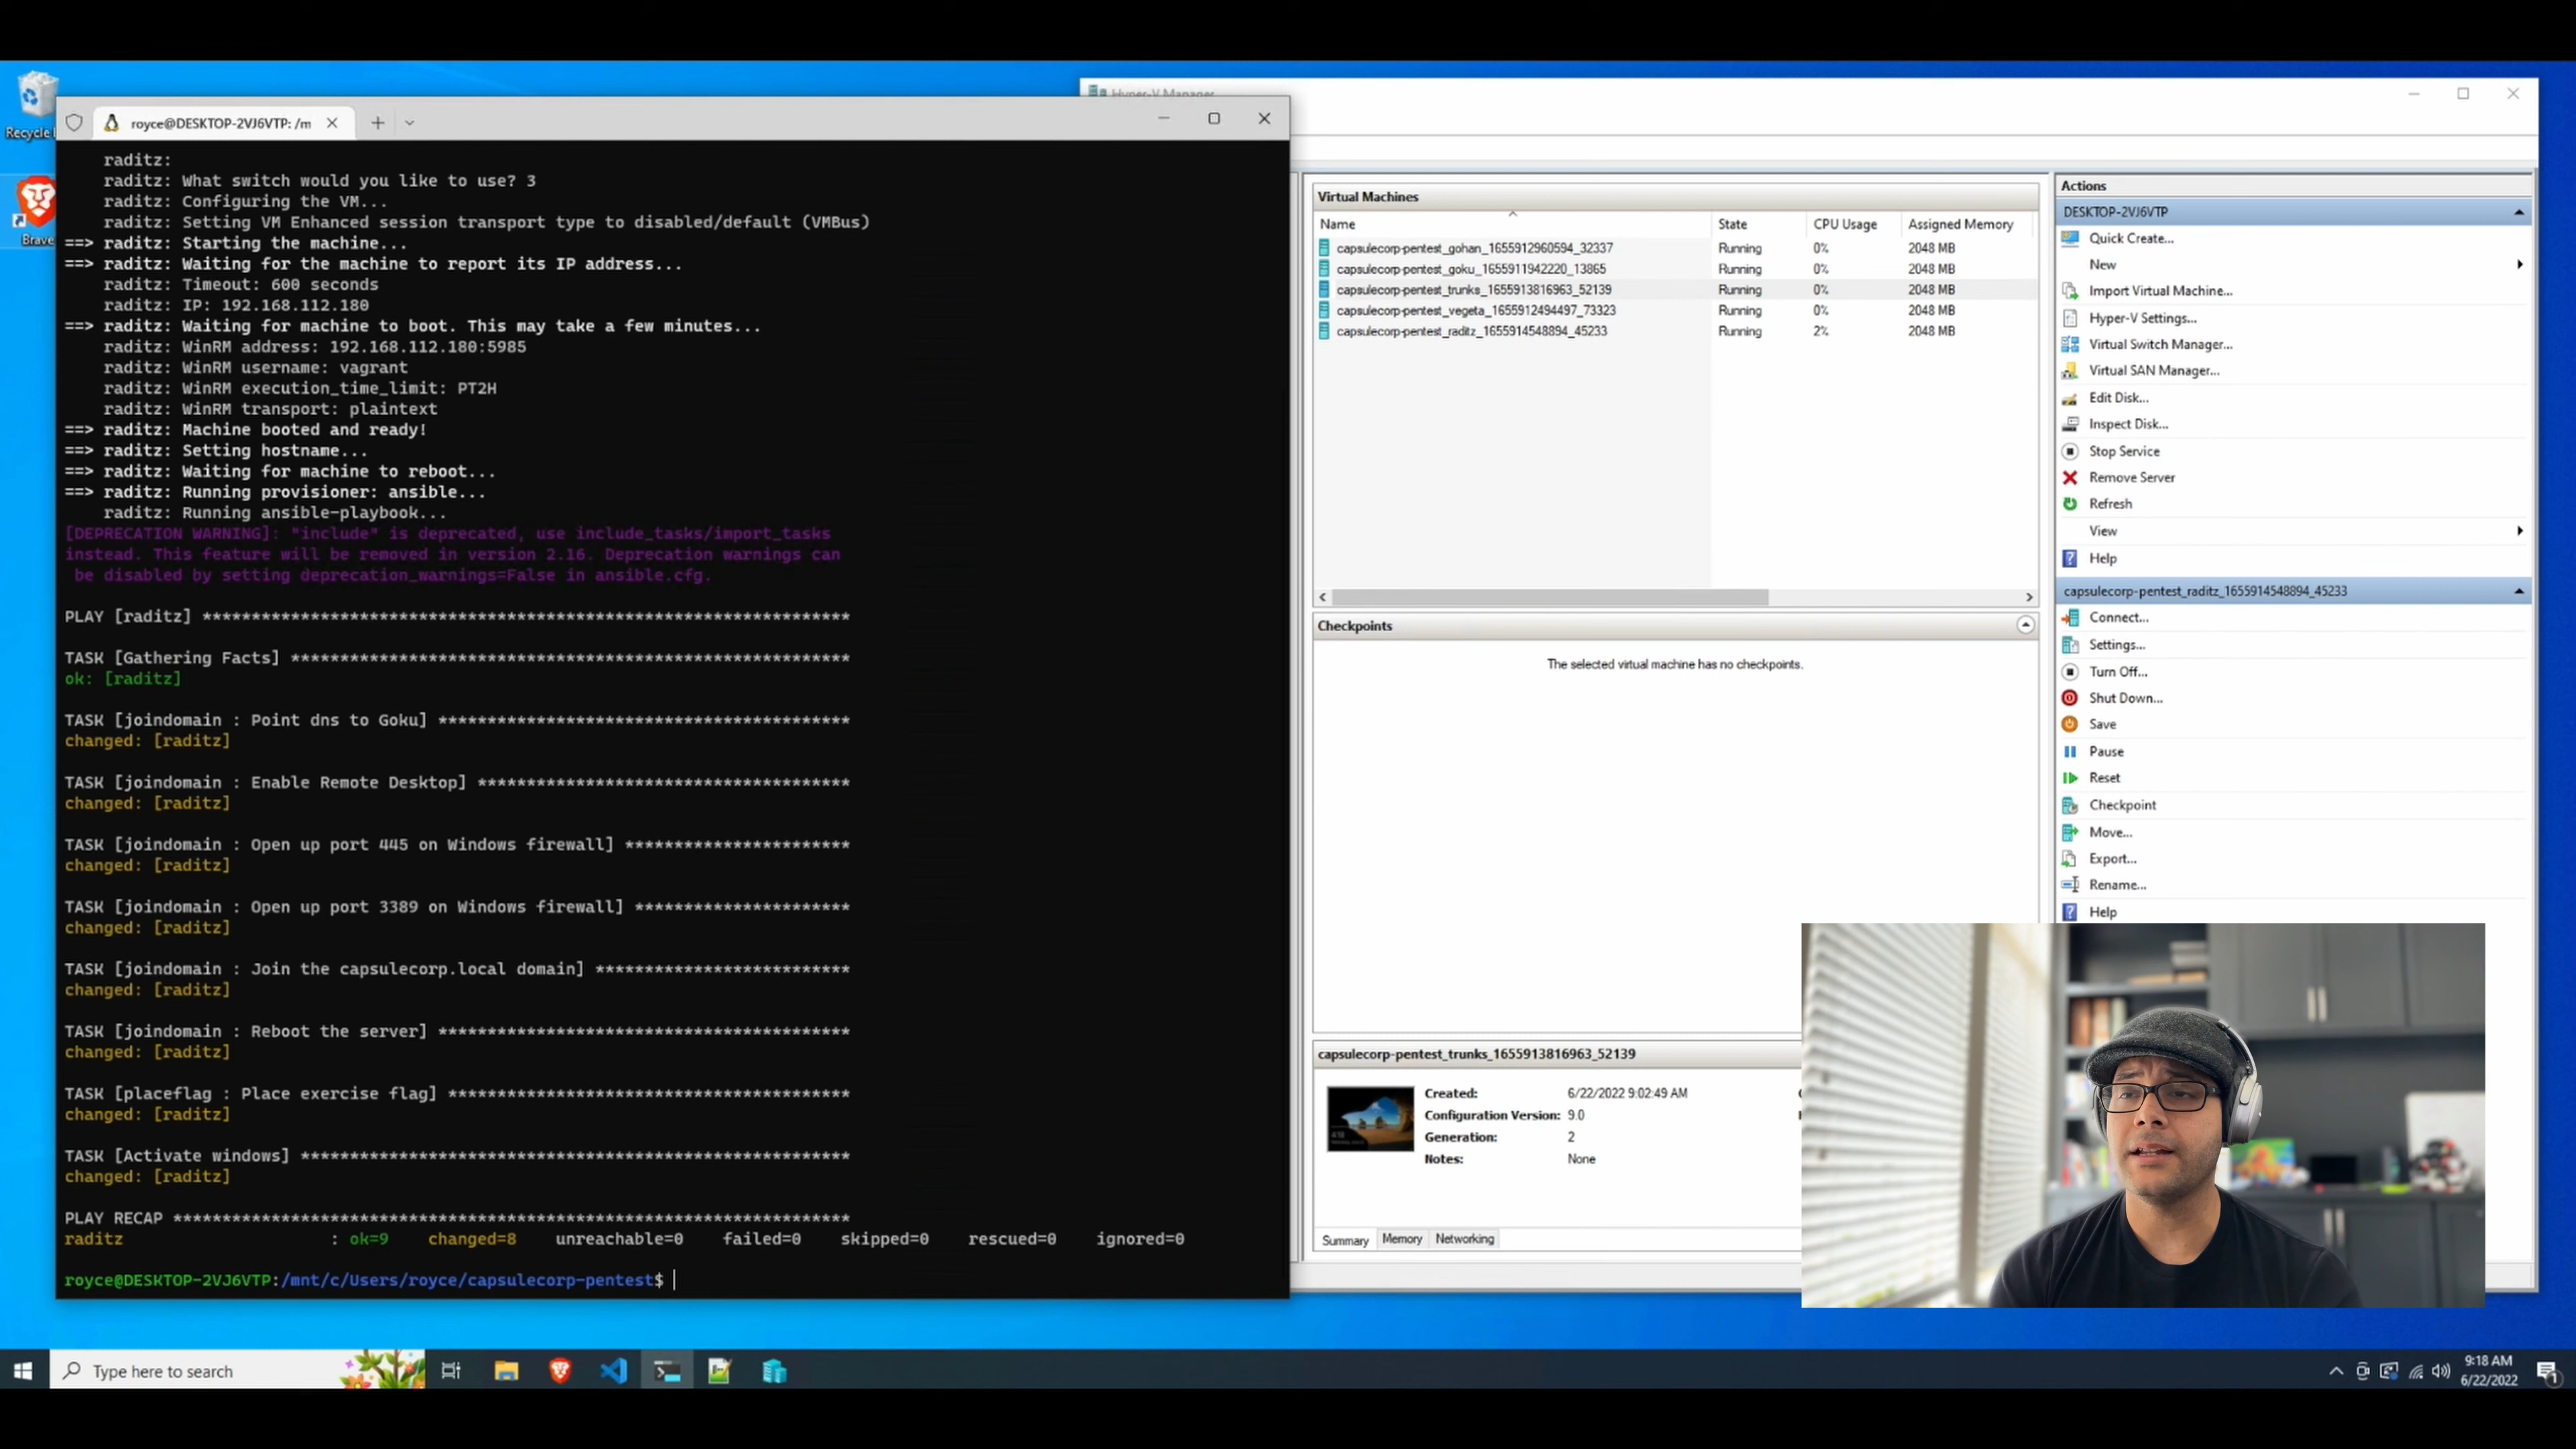 Recycle
Brave
Hyper-V Manager
royce@DESKTOP-2VJ6VTP: /m
raditz:
raditz: What switch would you like to use? 3
raditz: Configuring the VM...
raditz: Setting VM Enhanced session transport type to disabled/default (VMBus)
==> raditz: Starting the machine...
==> raditz: Waiting for the machine to report its IP address...
raditz: Timeout: 600 seconds
raditz: IP: 192.168.112.180
==> raditz: Waiting for machine to boot. This may take a few minutes...
raditz: WinRM address: 192.168.112.180:5985
raditz: WinRM username: vagrant
raditz: WinRM execution_time_limit: PT2H
raditz: WinRM transport: plaintext
==> raditz: Machine booted and ready!
==> raditz: Setting hostname...
==> raditz: Waiting for machine to reboot...
==> raditz: Running provisioner: ansible...
raditz: Running ansible-playbook...
[DEPRECATION WARNING]: "include" is deprecated, use include_tasks/import_tasks
instead. This feature will be removed in version 2.16. Deprecation warnings can
be disabled by setting deprecation_warnings=False in ansible.cfg.
PLAY [raditz] ******************************************************************
TASK [Gathering Facts] *********************************************************
ok: [raditz]
TASK [joindomain : Point dns to Goku] ******************************************
changed: [raditz]
TASK [joindomain : Enable Remote Desktop] **************************************
changed: [raditz]
TASK [joindomain : Open up port 445 on Windows firewall] ***********************
changed: [raditz]
TASK [joindomain : Open up port 3389 on Windows firewall] **********************
changed: [raditz]
TASK [joindomain : Join the capsulecorp.local domain] **************************
changed: [raditz]
TASK [joindomain : Reboot the server] ******************************************
changed: [raditz]
TASK [placeflag : Place exercise flag] *****************************************
changed: [raditz]
TASK [Activate windows] ********************************************************
changed: [raditz]
PLAY RECAP *********************************************************************
raditz : ok=9 changed=8 unreachable=0 failed=0 skipped=0 rescued=0 ignored=0
royce@DESKTOP-2VJ6VTP:/mnt/c/Users/royce/capsulecorp-pentest$
Virtual Machines
Name State CPU Usage Assigned Memory
capsulecorp-pentest_gohan_1655912960594_32337 Running 0% 2048 MB
capsulecorp-pentest_goku_1655911942220_13865 Running 0% 2048 MB
capsulecorp-pentest_trunks_1655913816963_52139 Running 0% 2048 MB
capsulecorp-pentest_vegeta_1655912494497_73323 Running 0% 2048 MB
capsulecorp-pentest_raditz_1655914548894_45233 Running 2% 2048 MB
Checkpoints
The selected virtual machine has no checkpoints.
capsulecorp-pentest_trunks_1655913816963_52139
Created: 6/22/2022 9:02:49 AM
Configuration Version: 9.0
Generation: 2
Notes: None
Summary Memory Networking
Actions
DESKTOP-2VJ6VTP
Quick Create...
New
Import Virtual Machine...
Hyper-V Settings...
Virtual Switch Manager...
Virtual SAN Manager...
Edit Disk...
Inspect Disk...
Stop Service
Remove Server
Refresh
View
Help
capsulecorp-pentest_raditz_1655914548894_45233
Connect...
Settings...
Turn Off...
Shut Down...
Save
Pause
Reset
Checkpoint
Move...
Export...
Rename...
Help
Type here to search
9:18 AM
6/22/2022
1